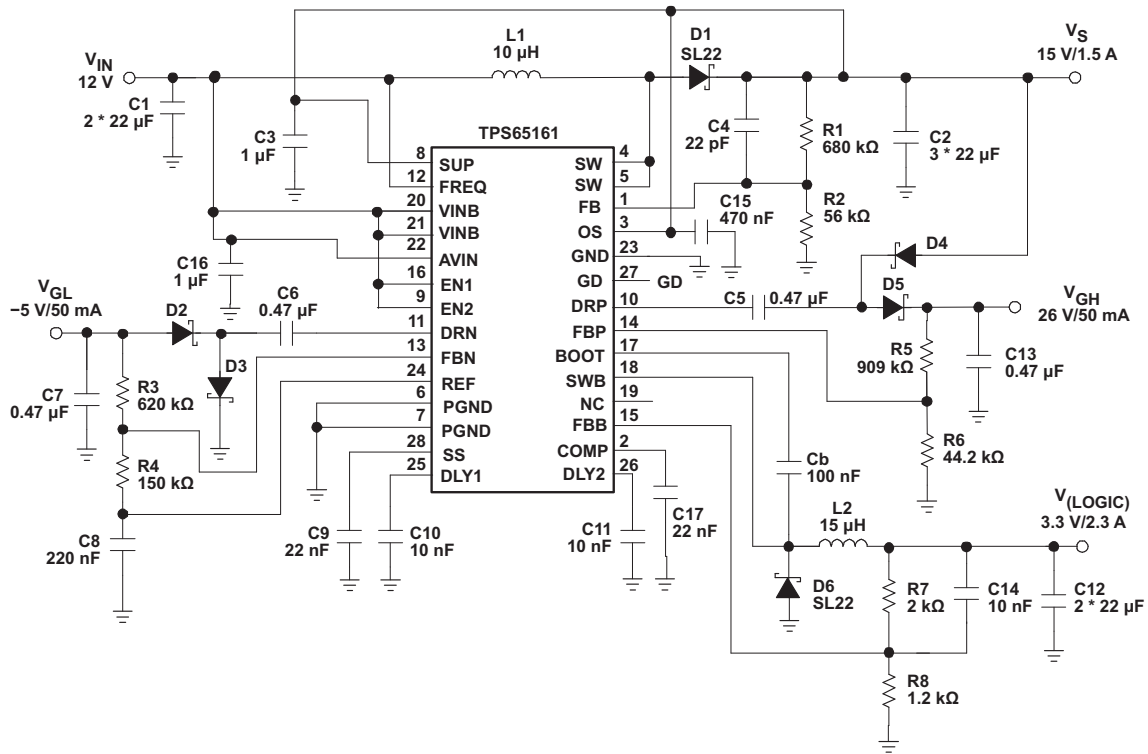 L1
10 µH
D1
SL22
V_IN
12 V
V_S
15 V/1.5 A
C1
2 * 22 µF
C3
1 µF
TPS65161
C4
22 pF
R1
680 kΩ
C2
3 * 22 µF
8 SUP
12 FREQ
20 VINB
21 VINB
22 AVIN
16 EN1
9 EN2
11 DRN
13 FBN
24 REF
6 PGND
7 PGND
28 SS
25 DLY1
SW 4
SW 5
FB 1
OS 3
GND 23
GD 27 GD
DRP 10
FBP 14
BOOT 17
SWB 18
NC 19
FBB 15
COMP 2
DLY2 26
C15
470 nF
R2
56 kΩ
D4
C16
1 µF
V_GL
−5 V/50 mA
D2
C6
0.47 µF
C5 0.47 µF
D5
V_GH
26 V/50 mA
D3
C7
0.47 µF
R3
620 kΩ
R5
909 kΩ
C13
0.47 µF
R4
150 kΩ
R6
44.2 kΩ
Cb
100 nF
C8
220 nF
C9
22 nF
C10
10 nF
C11
10 nF
C17
22 nF
L2
15 µH
V_(LOGIC)
3.3 V/2.3 A
D6
SL22
R7
2 kΩ
C14
10 nF
C12
2 * 22 µF
R8
1.2 kΩ